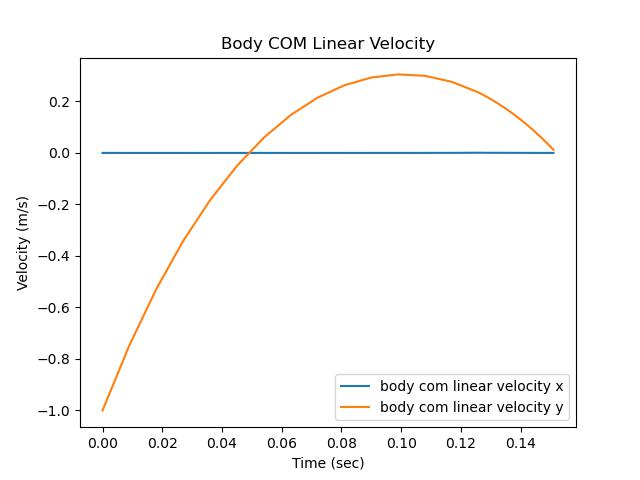 Body COM Linear Velocity
Velocity (m/s)
0.2
0.0
−0.2
−0.4
−0.6
−0.8
−1.0
body com linear velocity x
body com linear velocity y
0.00 0.02 0.04 0.06 0.08 0.10 0.12 0.14
Time (sec)